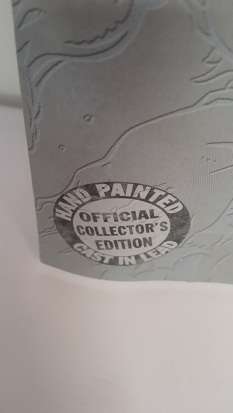 HAND PAINTED
OFFICIAL
COLLECTOR'S
EDITION
CAST IN LEAD